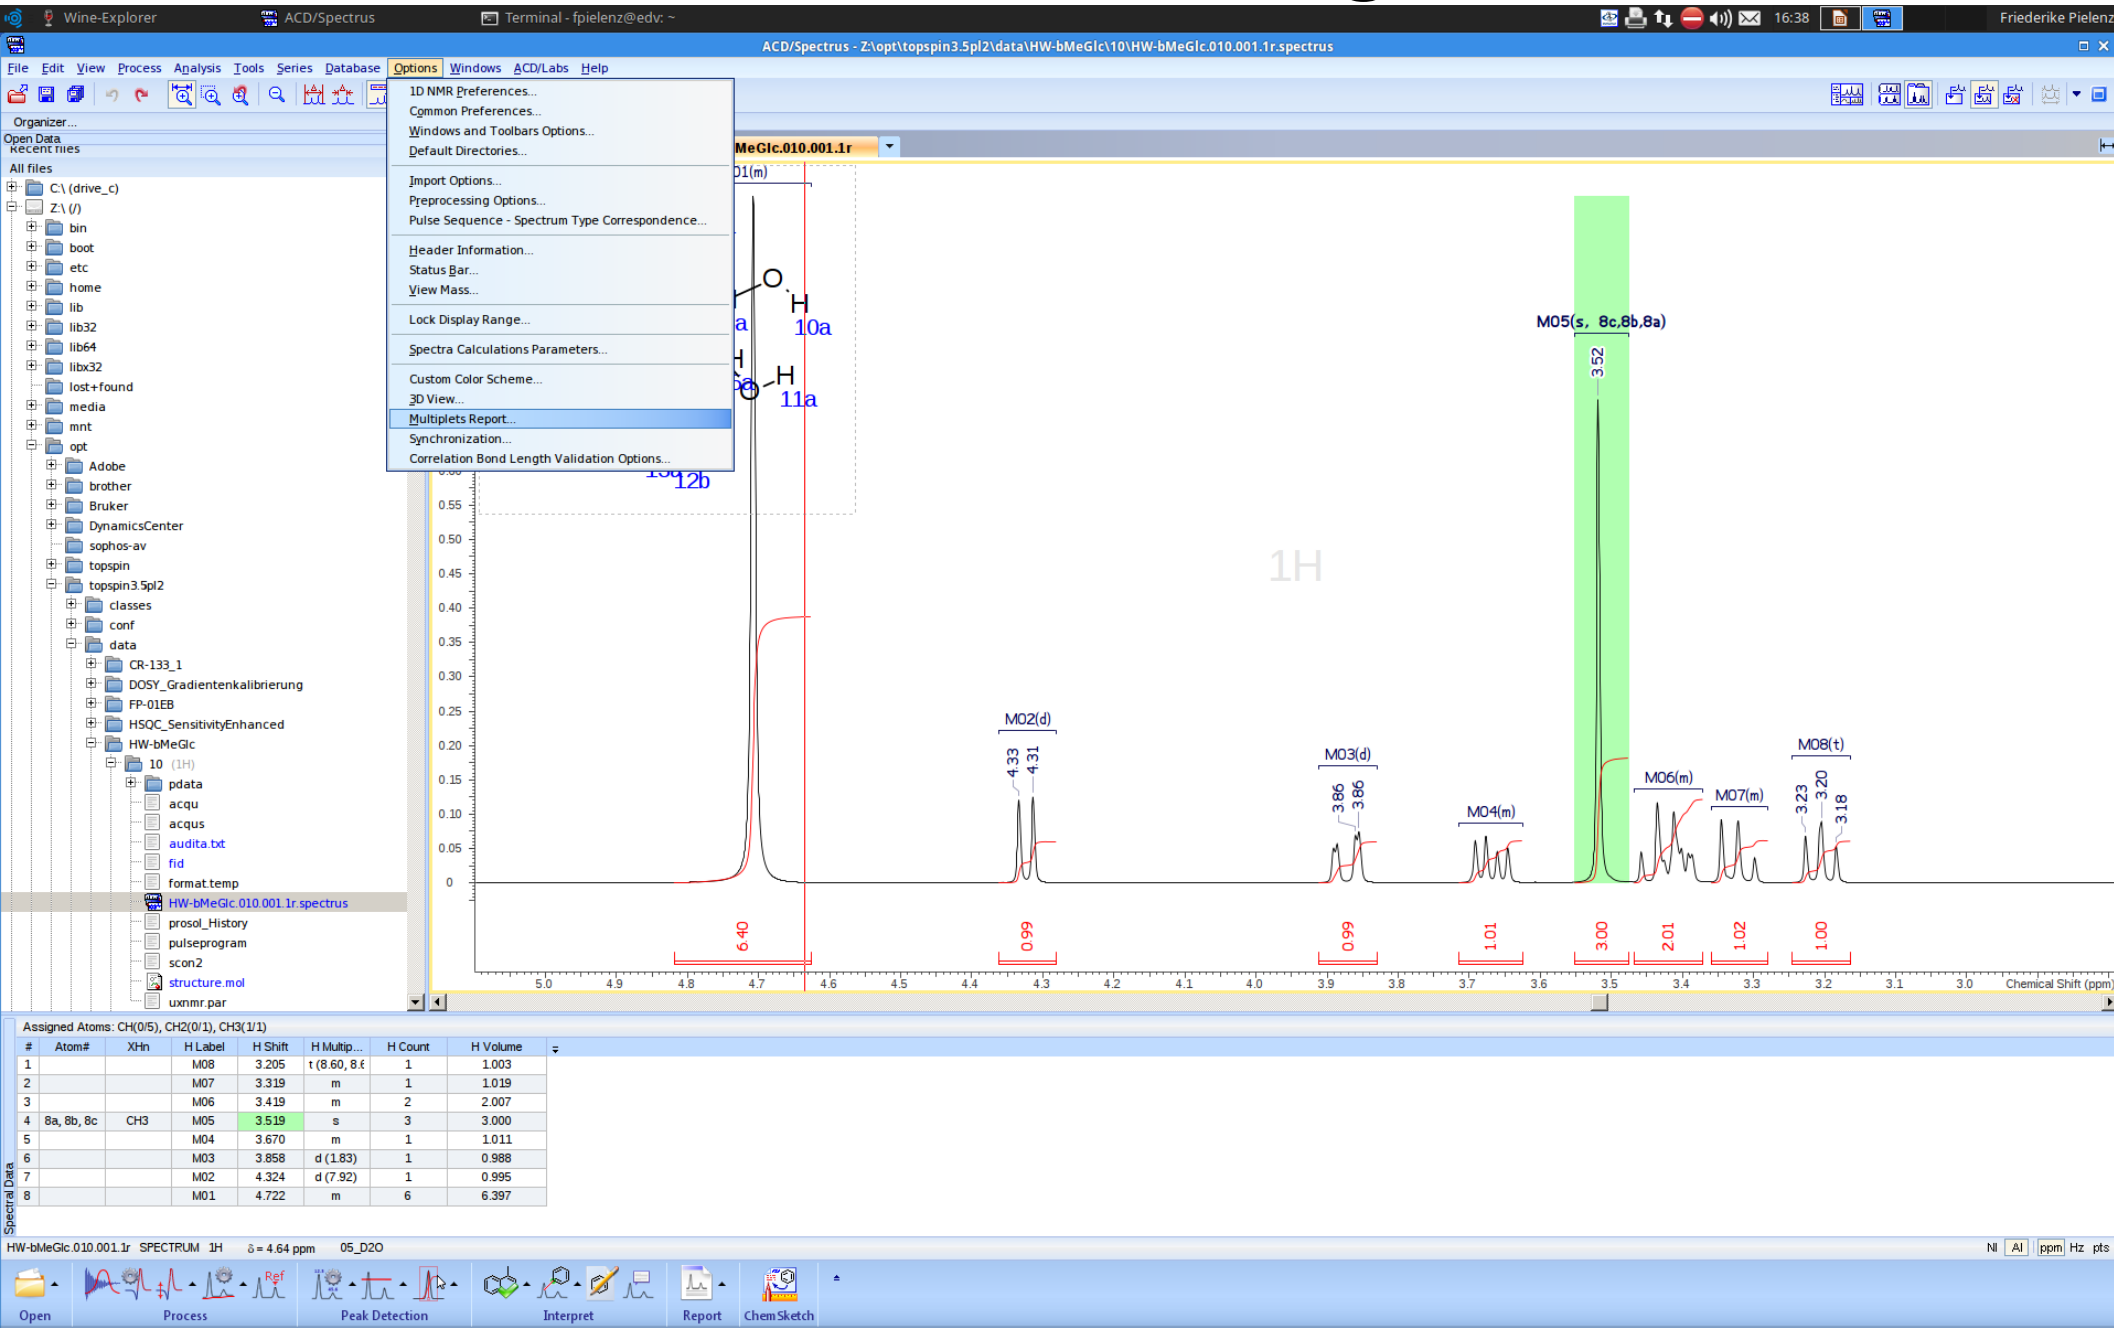 Wine-Explorer ACD/Spectrus Terminal - fpielenz@edv: ~ 16:38 Friederike Pielenz
ACD/Spectrus - Z:\opt\topspin3.5pl2\data\HW-bMeGlc\10\HW-bMeGlc.010.001.1r.spectrus
File Edit View Process Analysis Tools Series Database Options Windows ACD/Labs Help
Organizer...
Open Data
Recent files
All files
C:\ (drive_c)
Z:\ (/)
bin
boot
etc
home
lib
lib32
lib64
libx32
lost+found
media
mnt
opt
Adobe
brother
Bruker
DynamicsCenter
sophos-av
topspin
topspin3.5pl2
classes
conf
data
CR-133_1
DOSY_Gradientenkalibrierung
FP-01EB
HSQC_SensitivityEnhanced
HW-bMeGlc
10 (1H)
pdata
acqu
acqus
audita.txt
fid
format.temp
HW-bMeGlc.010.001.1r.spectrus
prosol_History
pulseprogram
scon2
structure.mol
uxnmr.par
1D NMR Preferences...
Common Preferences...
Windows and Toolbars Options...
Default Directories...
Import Options...
Preprocessing Options...
Pulse Sequence - Spectrum Type Correspondence...
Header Information...
Status Bar...
View Mass...
Lock Display Range...
Spectra Calculations Parameters...
Custom Color Scheme...
3D View...
Multiplets Report...
Synchronization...
Correlation Bond Length Validation Options...
MeGlc.010.001.1r
01(m)
O
H
a 10a
H
O H
11a
12b
0.55
0.50
0.45
0.40
0.35
0.30
0.25
0.20
0.15
0.10
0.05
0
1H
M02(d)
4.33 4.31
M03(d)
3.86 3.86
M04(m)
M05(s, 8c,8b,8a)
3.52
M06(m)
M07(m)
M08(t)
3.23 3.20 3.18
6.40 0.99 0.99 1.01 3.00 2.01 1.02 1.00
5.0 4.9 4.8 4.7 4.6 4.5 4.4 4.3 4.2 4.1 4.0 3.9 3.8 3.7 3.6 3.5 3.4 3.3 3.2 3.1 3.0 Chemical Shift (ppm)
Spectral Data
Assigned Atoms: CH(0/5), CH2(0/1), CH3(1/1)
# Atom# XHn H Label H Shift H Multip... H Count H Volume
1 M08 3.205 t (8.60, 8.6 1 1.003
2 M07 3.319 m 1 1.019
3 M06 3.419 m 2 2.007
4 8a, 8b, 8c CH3 M05 3.519 s 3 3.000
5 M04 3.670 m 1 1.011
6 M03 3.858 d (1.83) 1 0.988
7 M02 4.324 d (7.92) 1 0.995
8 M01 4.722 m 6 6.397
HW-bMeGlc.010.001.1r SPECTRUM 1H δ = 4.64 ppm 05_D2O NI AI ppm Hz pts
Ref
Open Process Peak Detection Interpret Report ChemSketch